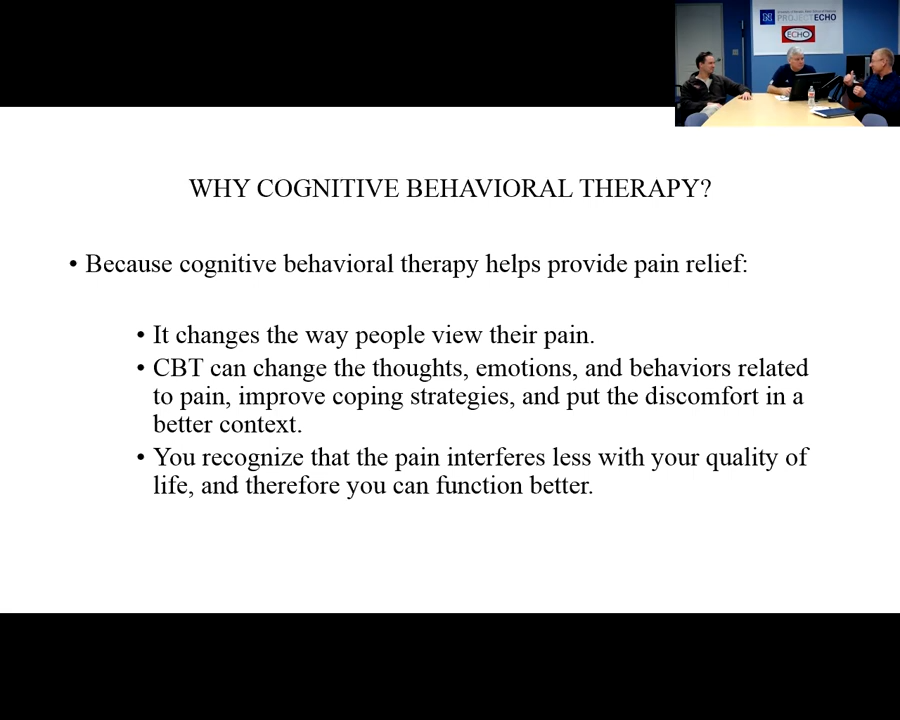 PROJECT ECHO
ECHO
WHY COGNITIVE BEHAVIORAL THERAPY?
• Because cognitive behavioral therapy helps provide pain relief:
• It changes the way people view their pain.
• CBT can change the thoughts, emotions, and behaviors related
to pain, improve coping strategies, and put the discomfort in a
better context.
• You recognize that the pain interferes less with your quality of
life, and therefore you can function better.